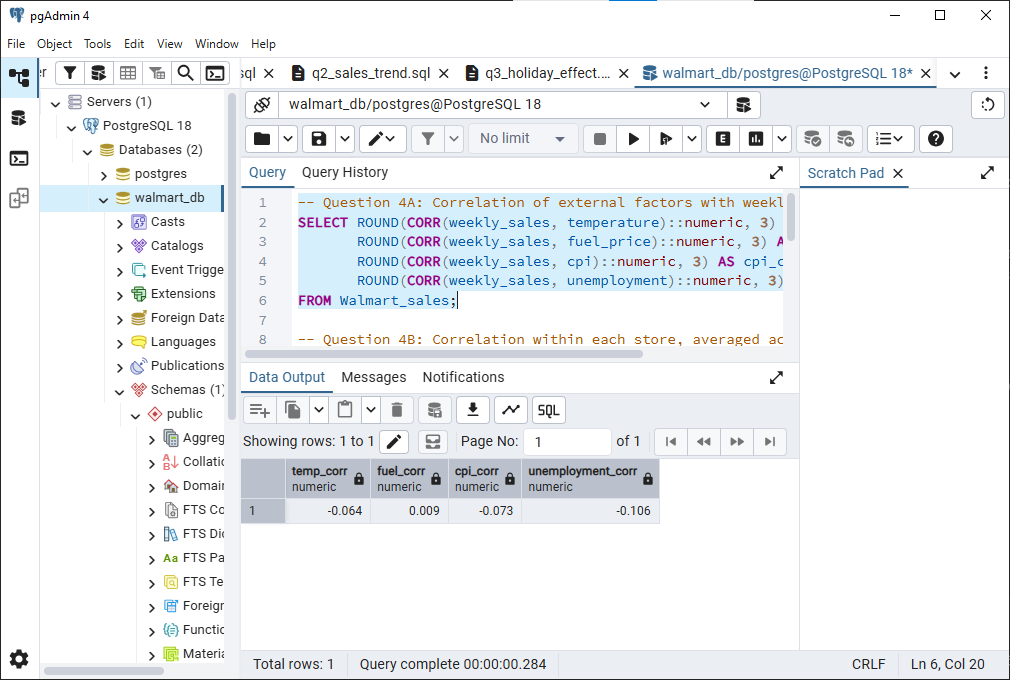 pgAdmin 4
File Object Tools Edit View Window Help
er
sql
q2_sales_trend.sql
q3_holiday_effect....
walmart_db/postgres@PostgreSQL 18*
Servers (1)
PostgreSQL 18
Databases (2)
postgres
walmart_db
Casts
Catalogs
Event Trigge
Extensions
Foreign Data
Languages
Publications
Schemas (1)
public
Aggreg
Collatio
Domain
FTS Co
FTS Dic
Aa FTS Pa
FTS Te
Foreign
Functio
Materia
walmart_db/postgres@PostgreSQL 18
No limit
E
Query Query History
Scratch Pad
1 -- Question 4A: Correlation of external factors with weekl
2 SELECT ROUND(CORR(weekly_sales, temperature)::numeric, 3)
3 ROUND(CORR(weekly_sales, fuel_price)::numeric, 3) A
4 ROUND(CORR(weekly_sales, cpi)::numeric, 3) AS cpi_c
5 ROUND(CORR(weekly_sales, unemployment)::numeric, 3)
6 FROM Walmart_sales;
7
8 -- Question 4B: Correlation within each store, averaged ac
Data Output Messages Notifications
SQL
Showing rows: 1 to 1
Page No: 1 of 1
temp_corr numeric
fuel_corr numeric
cpi_corr numeric
unemployment_corr numeric
1 -0.064 0.009 -0.073 -0.106
Total rows: 1
Query complete 00:00:00.284
CRLF
Ln 6, Col 20